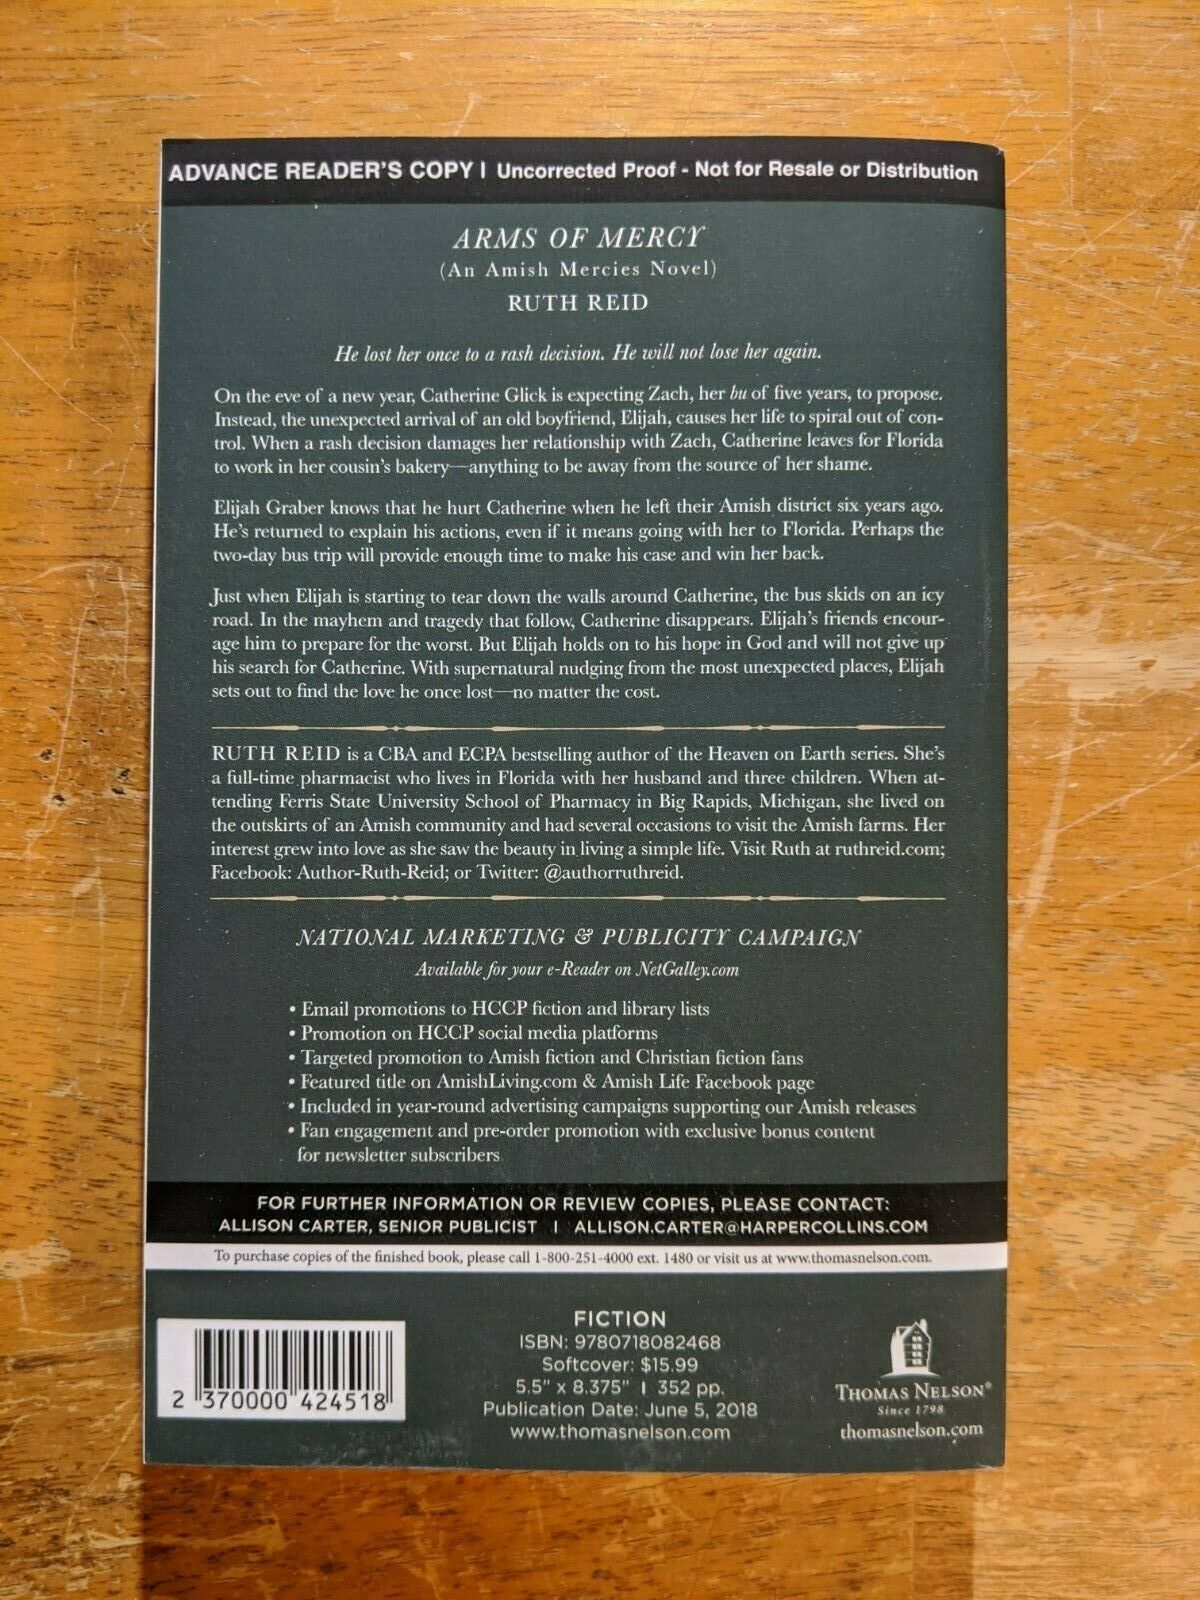 ADVANCE READER'S COPY | Uncorrected Proof - Not for Resale or Distribution
ARMS OF MERCY
(An Amish Mercies Novel)
RUTH REID
He lost her once to a rash decision. He will not lose her again.
On the eve of a new year, Catherine Glick is expecting Zach, her bu of five years, to propose.
Instead, the unexpected arrival of an old boyfriend, Elijah, causes her life to spiral out of con-
trol. When a rash decision damages her relationship with Zach, Catherine leaves for Florida
to work in her cousin's bakery—anything to be away from the source of her shame.
Elijah Graber knows that he hurt Catherine when he left their Amish district six years ago.
He's returned to explain his actions, even if it means going with her to Florida. Perhaps the
two-day bus trip will provide enough time to make his case and win her back.
Just when Elijah is starting to tear down the walls around Catherine, the bus skids on an icy
road. In the mayhem and tragedy that follow, Catherine disappears. Elijah's friends encour-
age him to prepare for the worst. But Elijah holds on to his hope in God and will not give up
his search for Catherine. With supernatural nudging from the most unexpected places, Elijah
sets out to find the love he once lost—no matter the cost.
RUTH REID is a CBA and ECPA bestselling author of the Heaven on Earth series. She's
a full-time pharmacist who lives in Florida with her husband and three children. When at-
tending Ferris State University School of Pharmacy in Big Rapids, Michigan, she lived on
the outskirts of an Amish community and had several occasions to visit the Amish farms. Her
interest grew into love as she saw the beauty in living a simple life. Visit Ruth at ruthreid.com;
Facebook: Author-Ruth-Reid; or Twitter: @authorruthreid.
NATIONAL MARKETING & PUBLICITY CAMPAIGN
Available for your e-Reader on NetGalley.com
• Email promotions to HCCP fiction and library lists
• Promotion on HCCP social media platforms
• Targeted promotion to Amish fiction and Christian fiction fans
• Featured title on AmishLiving.com & Amish Life Facebook page
• Included in year-round advertising campaigns supporting our Amish releases
• Fan engagement and pre-order promotion with exclusive bonus content
for newsletter subscribers
FOR FURTHER INFORMATION OR REVIEW COPIES, PLEASE CONTACT:
ALLISON CARTER, SENIOR PUBLICIST | ALLISON.CARTER@HARPERCOLLINS.COM
To purchase copies of the finished book, please call 1-800-251-4000 ext. 1480 or visit us at www.thomasnelson.com.
2 370000 424518
FICTION
ISBN: 9780718082468
Softcover: $15.99
5.5" x 8.375" | 352 pp.
Publication Date: June 5, 2018
www.thomasnelson.com
THOMAS NELSON®
Since 1798
thomasnelson.com